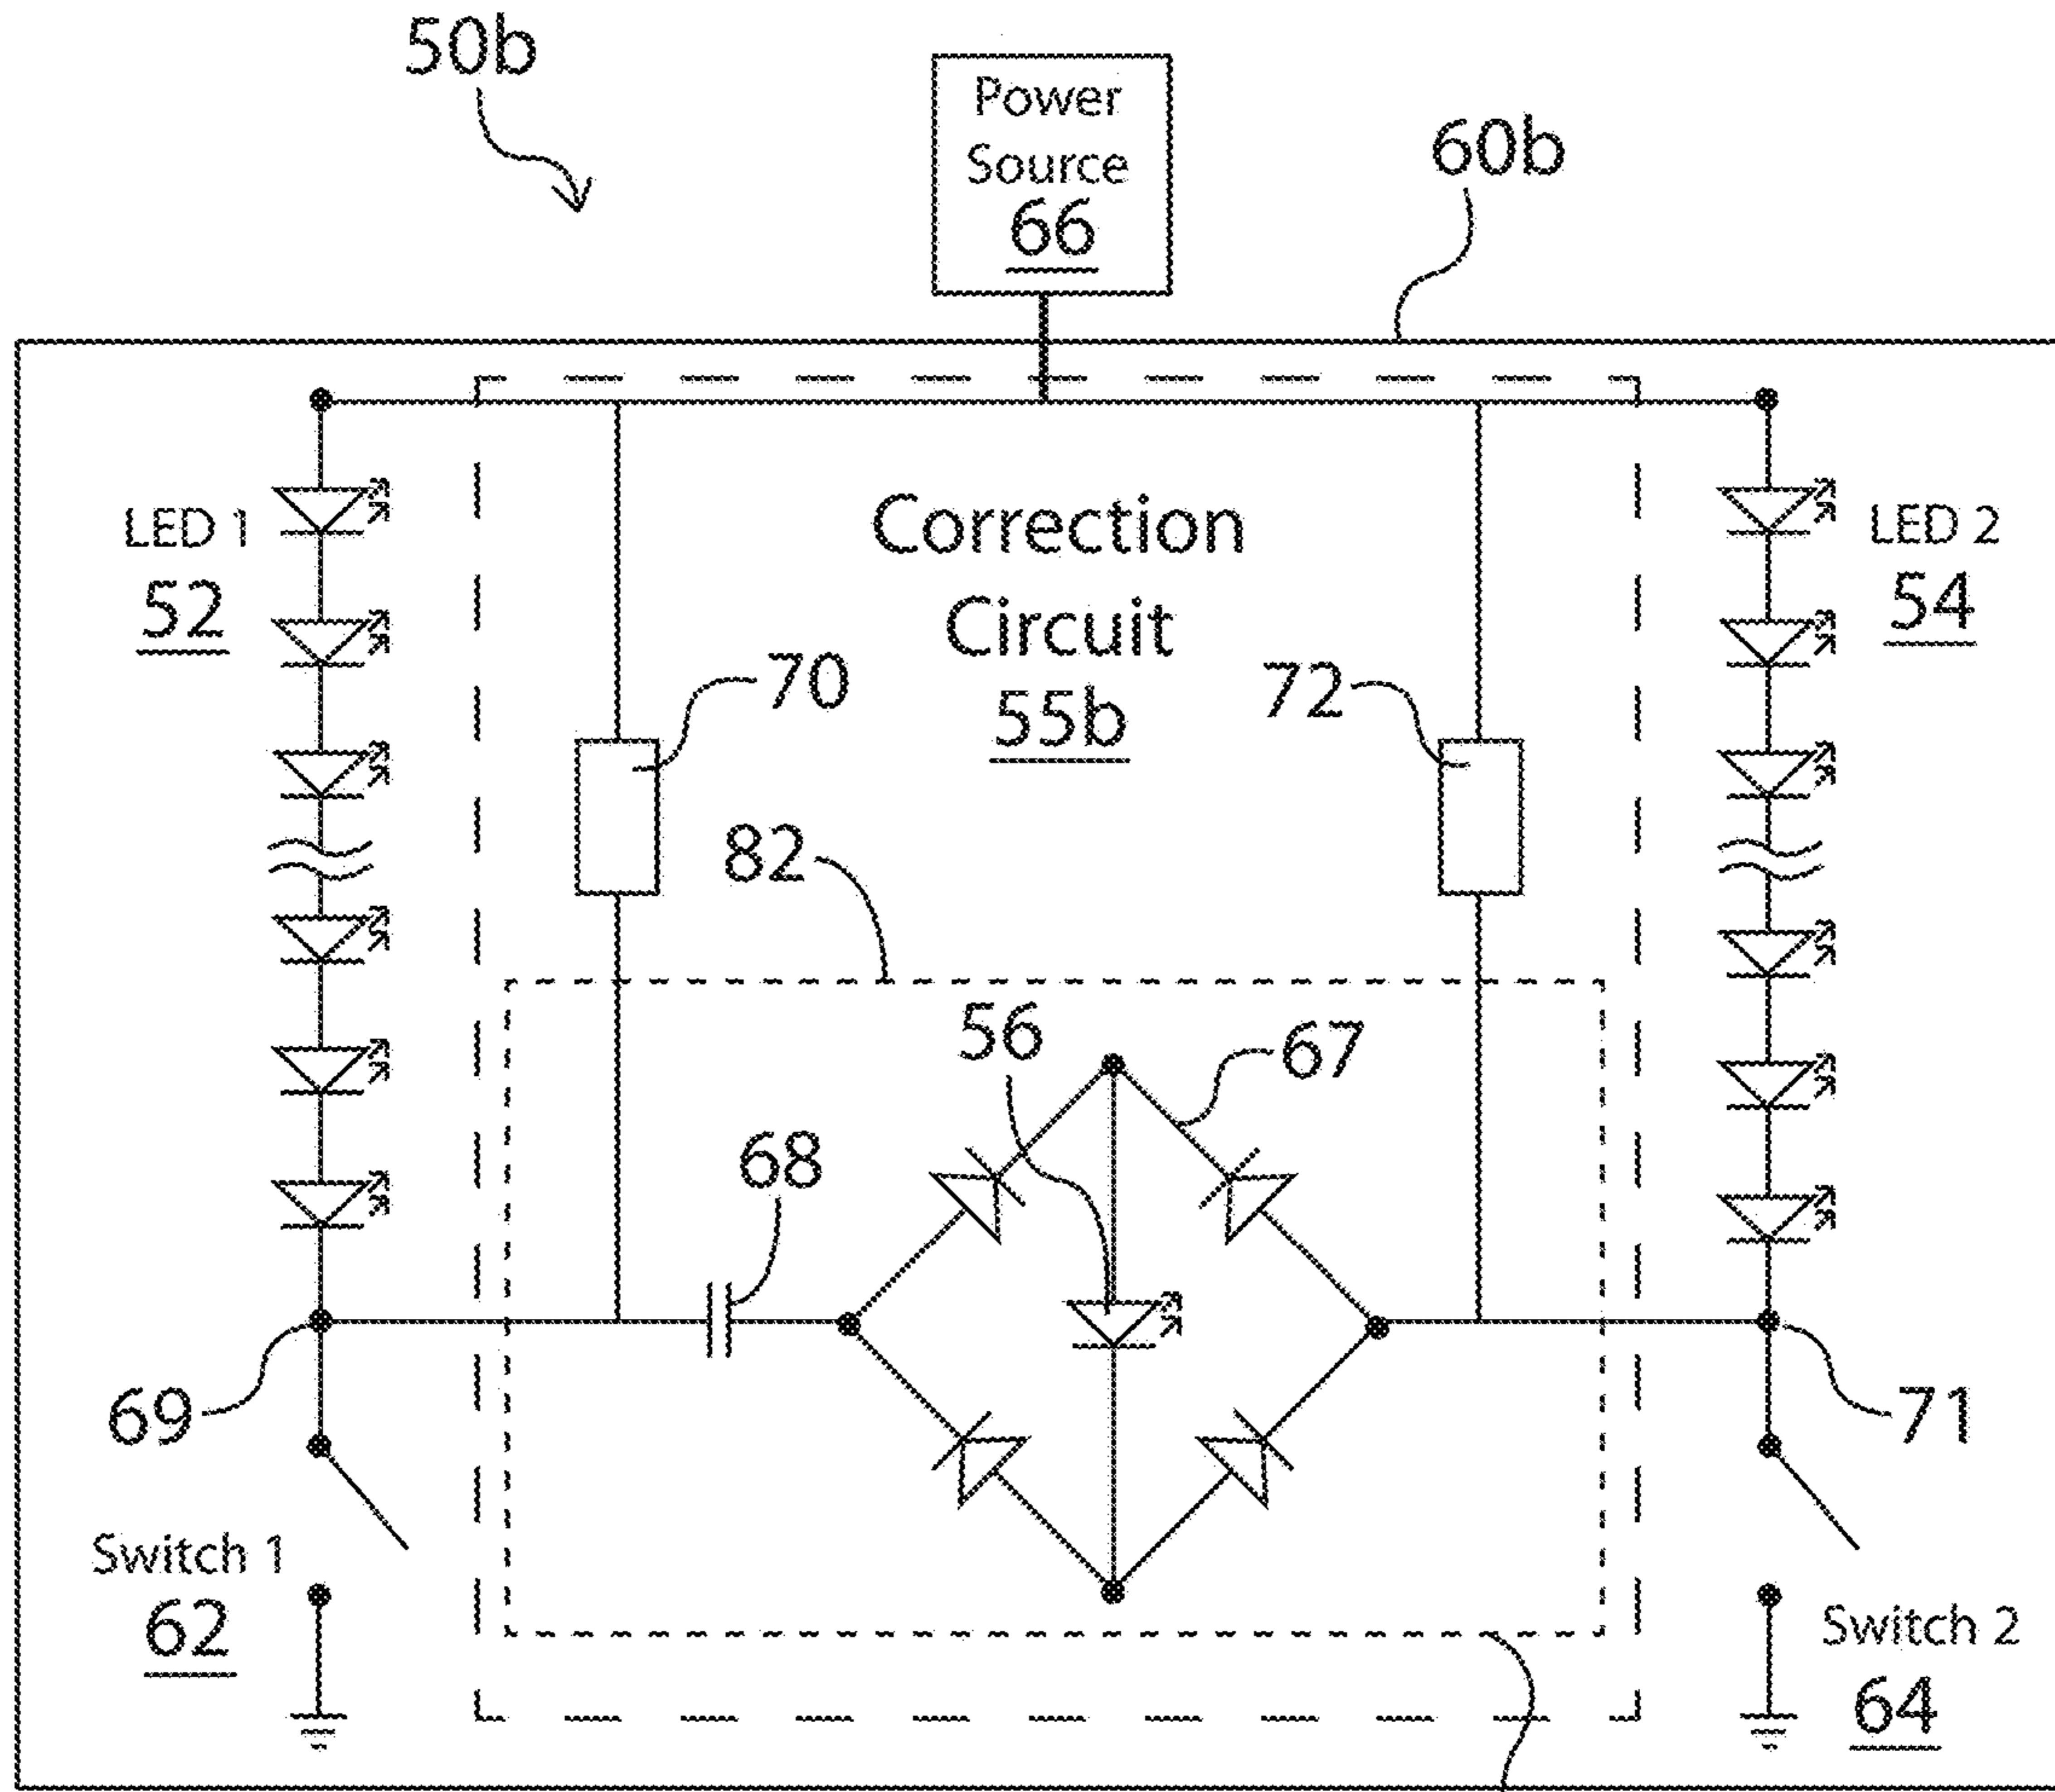 50b
Power
Source
66
60b
LED 1
52
Correction
Circuit
55b
LED 2
54
70
72
82
56
67
68
69
71
Switch 1
62
Switch 2
64